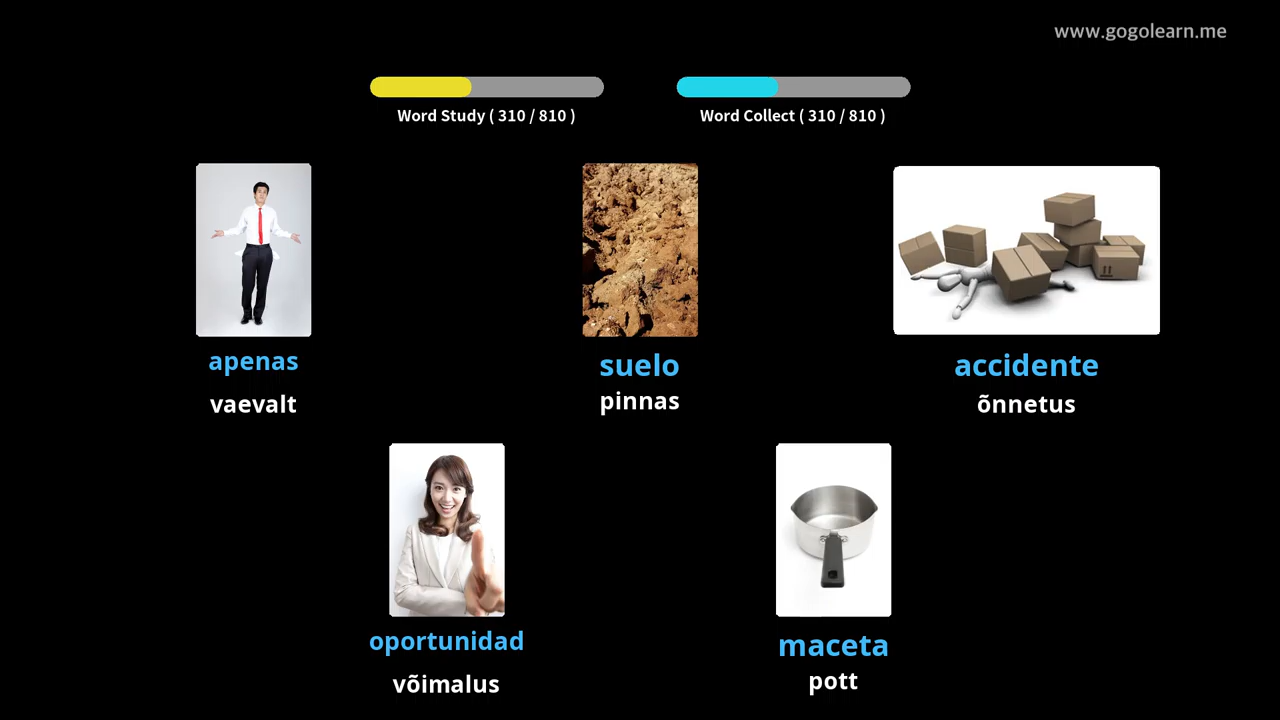 www.gogolearn.me
Word Study ( 310 / 810 )
Word Collect ( 310 / 810 )
apenas
vaevalt
suelo
pinnas
accidente
õnnetus
oportunidad
võimalus
maceta
pott